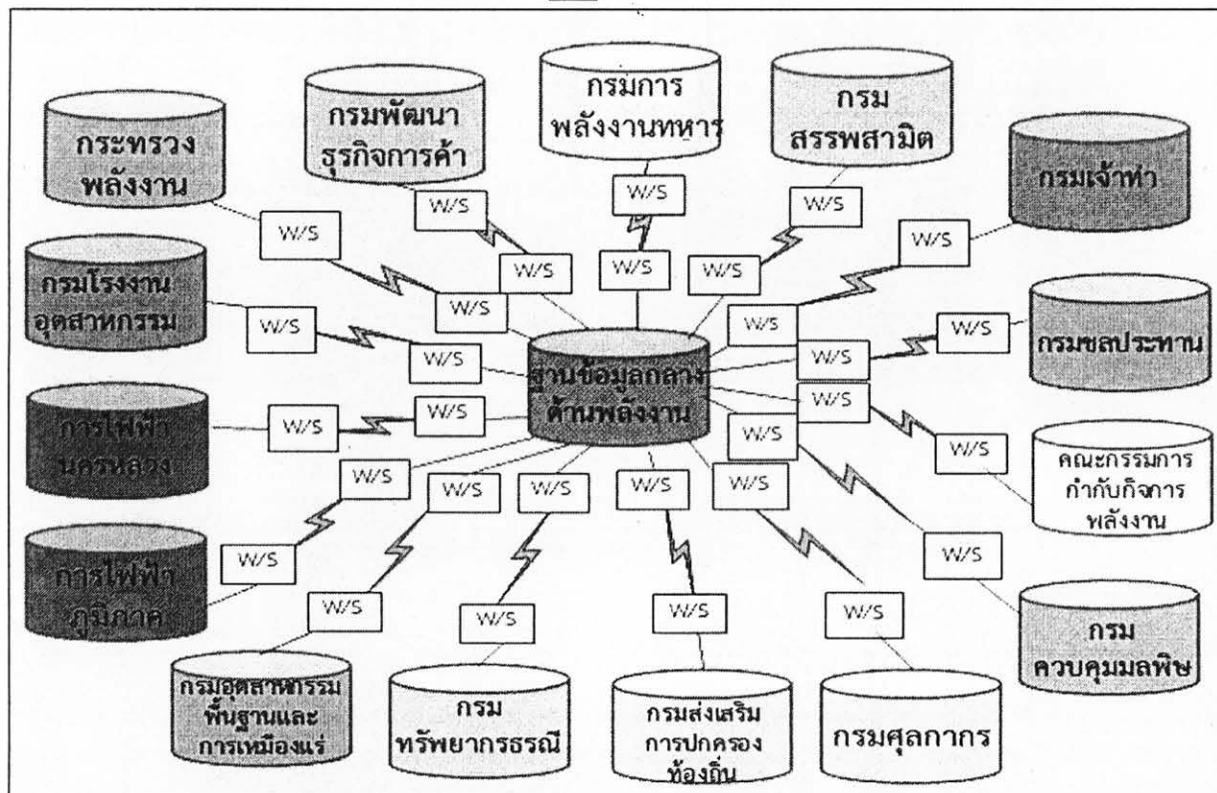 กรมการ
พลังงานทหาร
กรม
สรรพสามิต
กรมพัฒนา
ธุรกิจการค้า
กระทรวง
พลังงาน
กรมเจ้าท่า
W/S
W/S
W/S
W/S
W/S
W/S
W/S
W/S
W/S
W/S
กรมโรงงาน
อุตสาหกรรม
W/S
W/S
W/S
W/S
กรมชลประทาน
W/S
W/S
ฐานข้อมูลกลาง
ด้านพลังงาน
การไฟฟ้า
นครหลวง
W/S
W/S
W/S
W/S
คณะกรรมการ
กำกับกิจการ
พลังงาน
W/S
W/S
W/S
W/S
W/S
W/S
การไฟฟ้า
ภูมิภาค
W/S
W/S
W/S
W/S
W/S
W/S
กรม
ควบคุมมลพิษ
กรมอุตสาหกรรม
พื้นฐานและ
การเหมืองแร่
กรม
ทรัพยากรธรณี
กรมส่งเสริม
การปกครอง
ท้องถิ่น
กรมศุลกากร